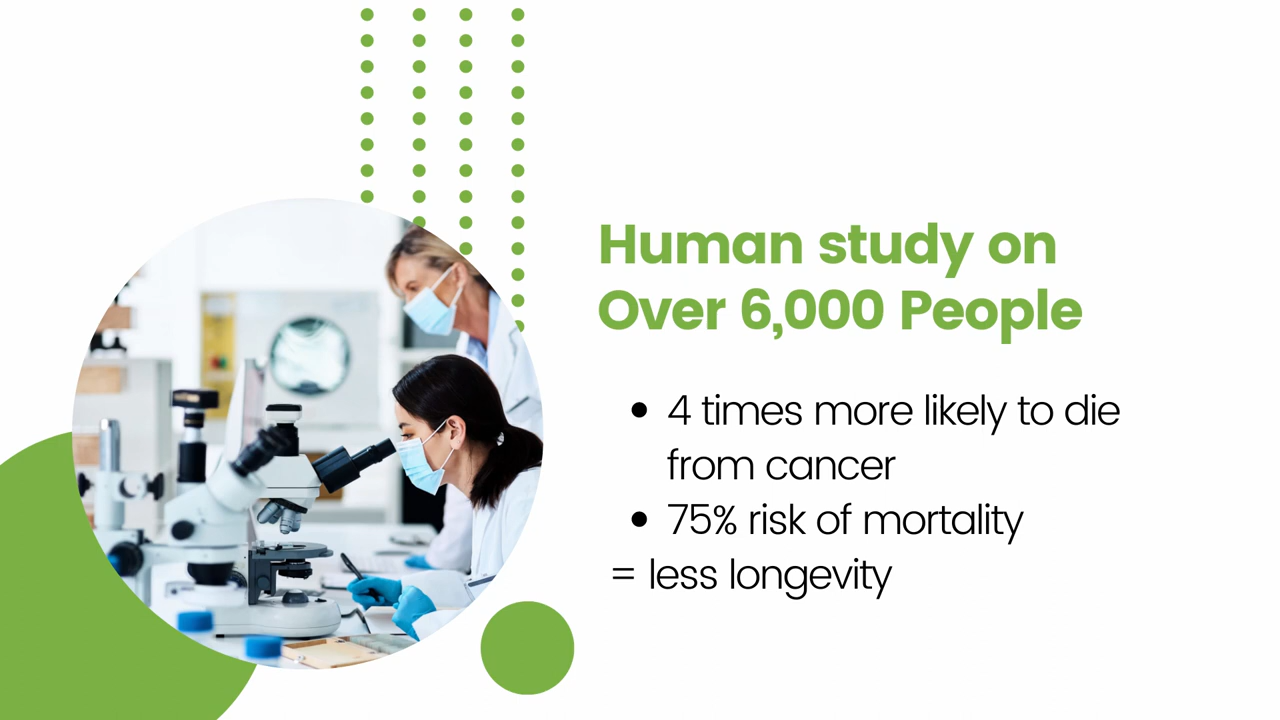 Human study on
Over 6,000 People
• 4 times more likely to die
from cancer
• 75% risk of mortality
= less longevity